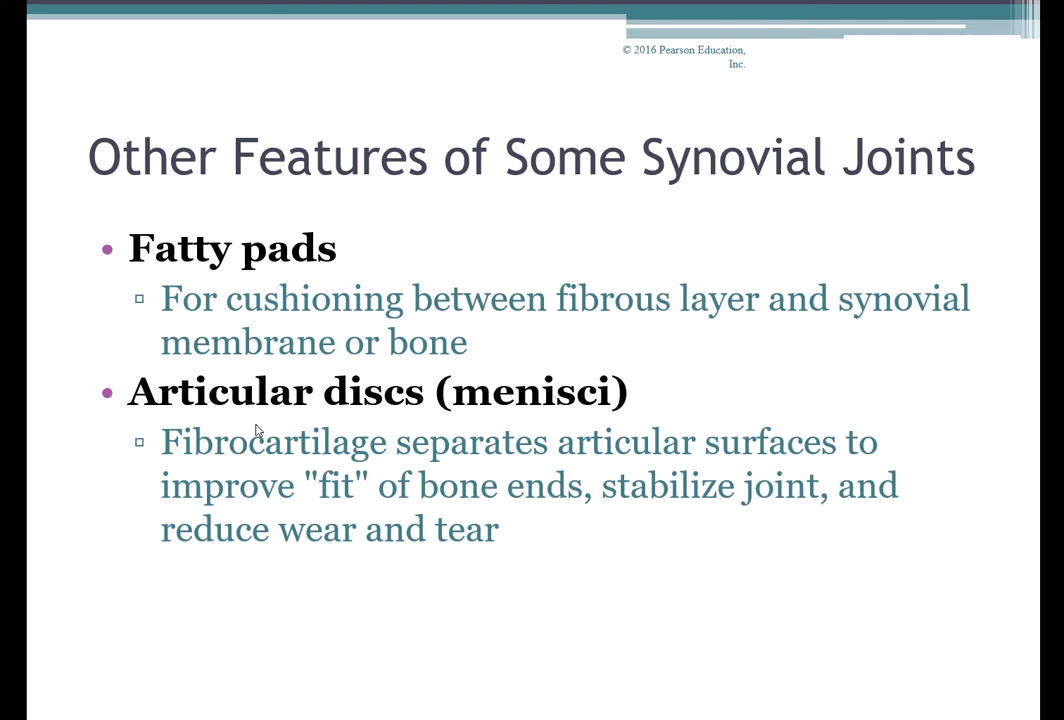 © 2016 Pearson Education,
Inc.
Other Features of Some Synovial Joints
• Fatty pads
▫ For cushioning between fibrous layer and synovial
membrane or bone
• Articular discs (menisci)
▫ Fibrocartilage separates articular surfaces to
improve "fit" of bone ends, stabilize joint, and
reduce wear and tear